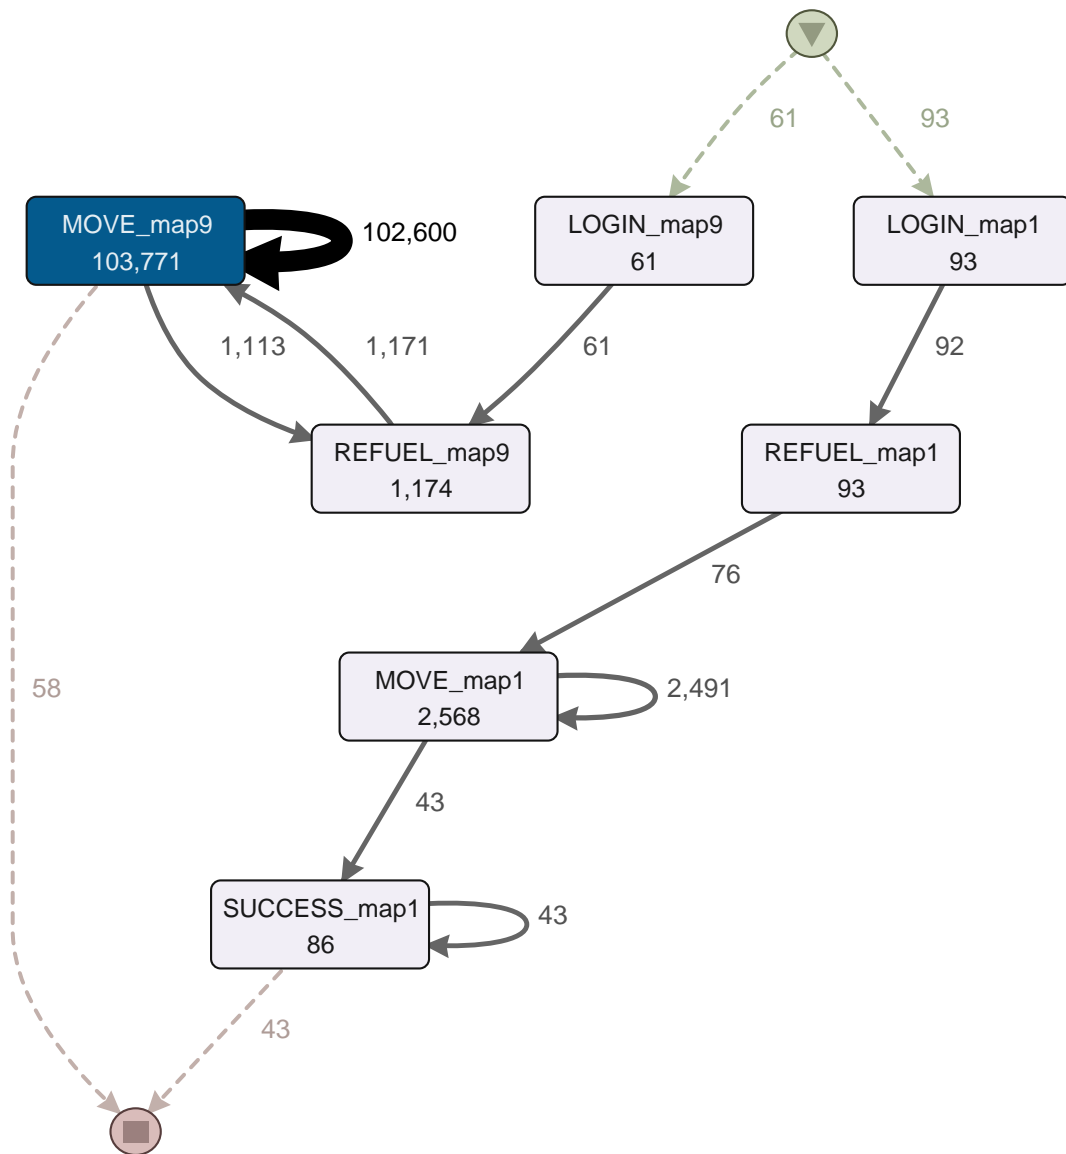 61
93
MOVE_map9
103,771
102,600
LOGIN_map9
61
LOGIN_map1
93
1,113
1,171
61
92
REFUEL_map9
1,174
REFUEL_map1
93
76
MOVE_map1
2,568
2,491
58
43
SUCCESS_map1
86
43
43